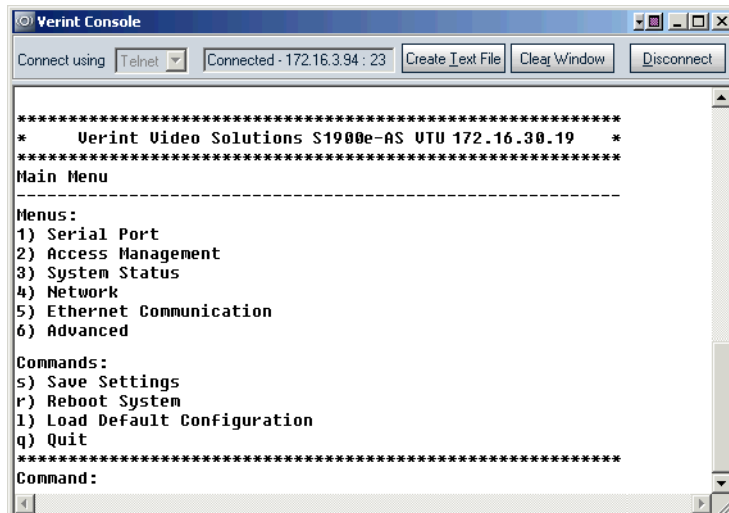 Verint Console
Connect using Telnet Connected - 172.16.3.94 : 23 Create Text File Clear Window Disconnect
***********************************************************
* Verint Video Solutions S1900e-AS VTU 172.16.30.19 *
***********************************************************
Main Menu
-----------------------------------------------------------
Menus:
1) Serial Port
2) Access Management
3) System Status
4) Network
5) Ethernet Communication
6) Advanced
Commands:
s) Save Settings
r) Reboot System
l) Load Default Configuration
q) Quit
***********************************************************
Command: